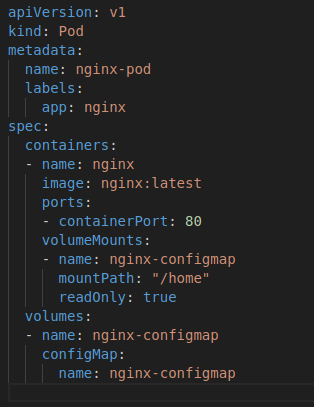 apiVersion: v1
kind: Pod
metadata:
  name: nginx-pod
  labels:
    app: nginx
spec:
  containers:
  - name: nginx
    image: nginx:latest
    ports:
    - containerPort: 80
    volumeMounts:
    - name: nginx-configmap
      mountPath: "/home"
      readOnly: true
  volumes:
  - name: nginx-configmap
    configMap:
      name: nginx-configmap